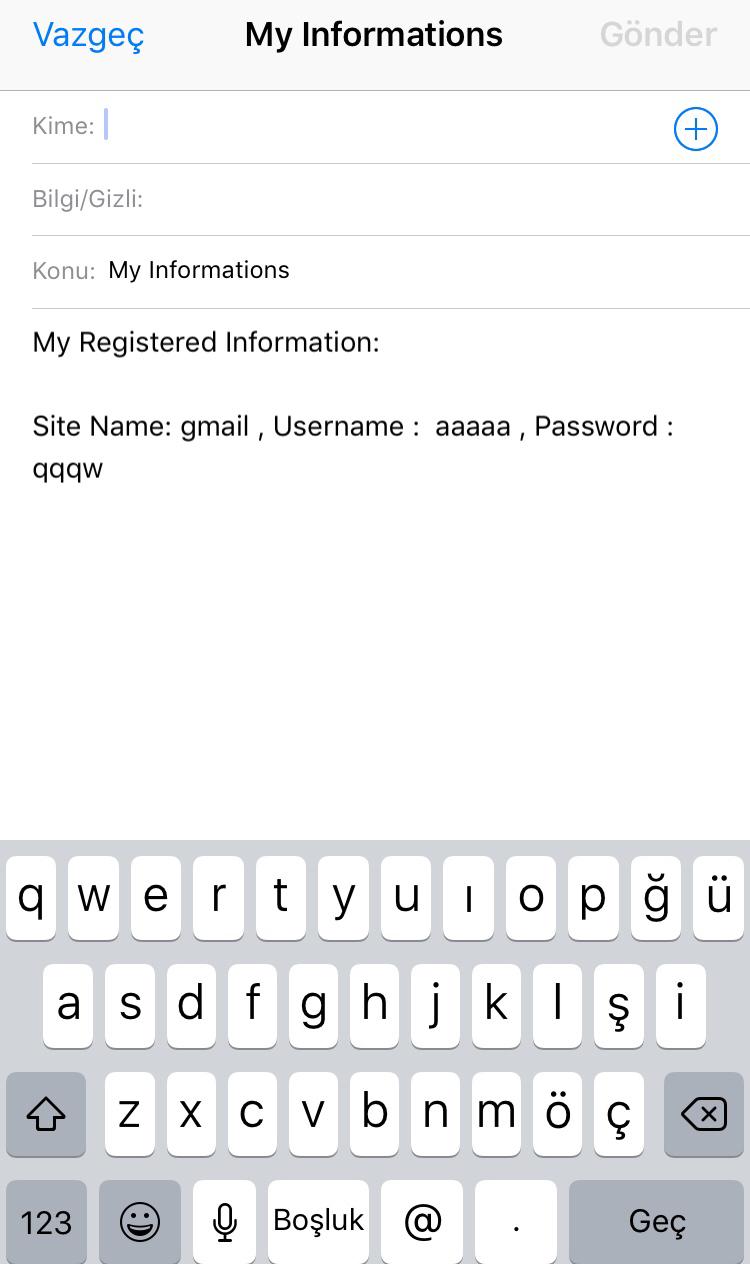 Vazgeç My Informations Gönder
Kime:
Bilgi/Gizli:
Konu: My Informations
My Registered Information:
Site Name: gmail , Username :  aaaaa , Password :
qqqw
q w e r t y u ı o p ğ ü
a s d f g h j k l ş i
z x c v b n m ö ç
123 Boşluk @ . Geç